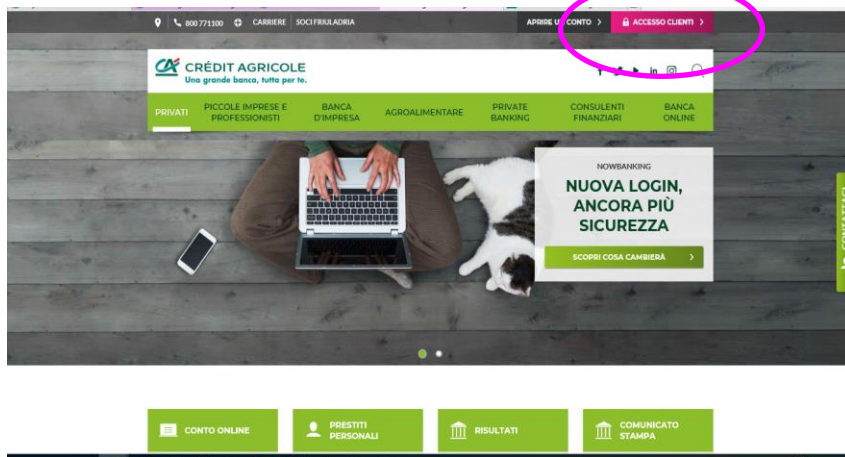 800 771100 CARRIERE SOCI FRIULADRIA APRIRE UN CONTO > ACCESSO CLIENTI >
CA CRÉDIT AGRICOLE
Una grande banca, tutta per te.
PRIVATI
PICCOLE IMPRESE E
PROFESSIONISTI
BANCA
D'IMPRESA
AGROALIMENTARE
PRIVATE
BANKING
CONSULENTI
FINANZIARI
BANCA
ONLINE
NOWBANKING
NUOVA LOGIN,
ANCORA PIÙ
SICUREZZA
SCOPRI COSA CAMBIERÀ >
CONTATTACI
CONTO ONLINE
PRESTITI
PERSONALI
RISULTATI
COMUNICATO
STAMPA